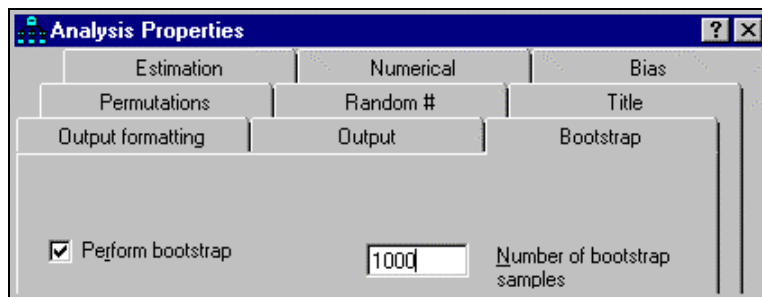 Analysis Properties
Estimation Numerical Bias
Permutations Random # Title
Output formatting Output Bootstrap
Perform bootstrap 1000 Number of bootstrap
samples